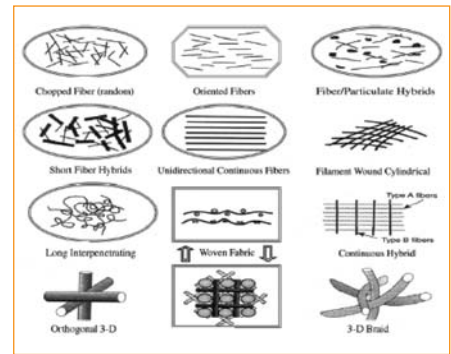 Chopped Fiber (random)
Oriented Fibers
Fiber/Particulate Hybrids
Short Fiber Hybrids
Unidirectional Continuous Fibers
Filament Wound Cylindrical
Type A fibers
Long Interpenetrating
Woven Fabric
Type B fibers
Continuous Hybrid
Orthogonal 3-D
3-D Braid